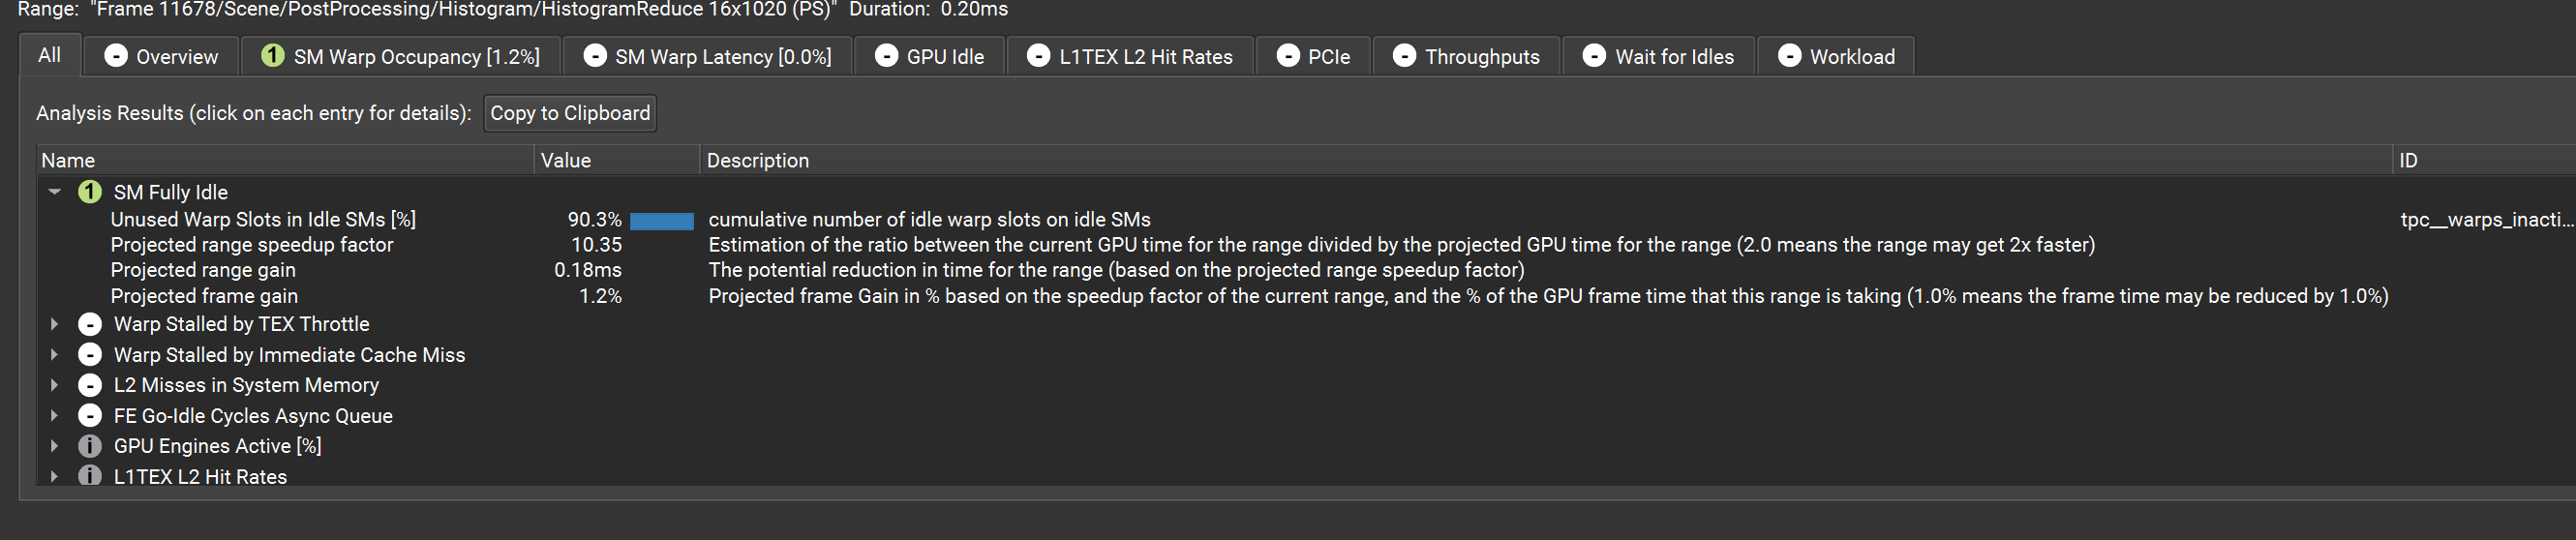 Range: "Frame 11678/Scene/PostProcessing/Histogram/HistogramReduce 16x1020 (PS)" Duration: 0.20ms
All - Overview 1 SM Warp Occupancy [1.2%] - SM Warp Latency [0.0%] - GPU Idle - L1TEX L2 Hit Rates - PCIe - Throughputs - Wait for Idles - Workload
Analysis Results (click on each entry for details): Copy to Clipboard
Name Value Description ID
1 SM Fully Idle
Unused Warp Slots in Idle SMs [%] 90.3% cumulative number of idle warp slots on idle SMs tpc__warps_inacti...
Projected range speedup factor 10.35 Estimation of the ratio between the current GPU time for the range divided by the projected GPU time for the range (2.0 means the range may get 2x faster)
Projected range gain 0.18ms The potential reduction in time for the range (based on the projected range speedup factor)
Projected frame gain 1.2% Projected frame Gain in % based on the speedup factor of the current range, and the % of the GPU frame time that this range is taking (1.0% means the frame time may be reduced by 1.0%)
- Warp Stalled by TEX Throttle
- Warp Stalled by Immediate Cache Miss
- L2 Misses in System Memory
- FE Go-Idle Cycles Async Queue
i GPU Engines Active [%]
i L1TEX L2 Hit Rates